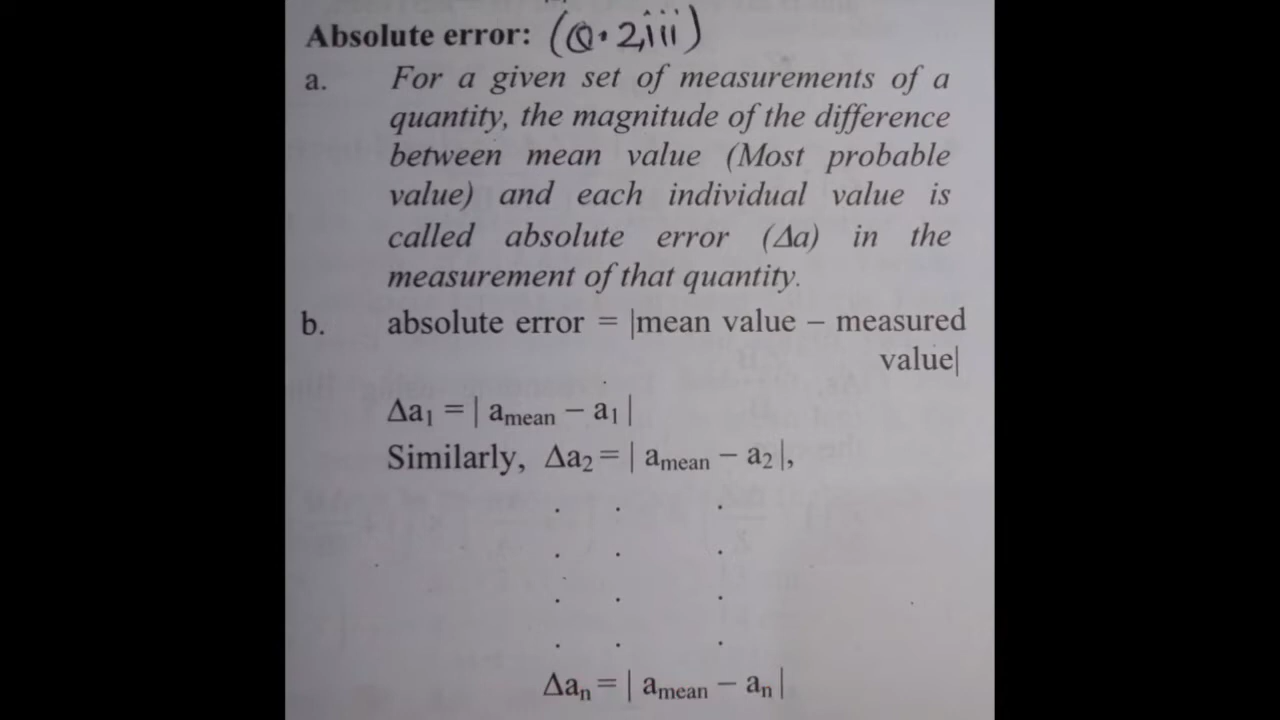 Absolute error: (Q. 2, iii)
a. For a given set of measurements of a
quantity, the magnitude of the difference
between mean value (Most probable
value) and each individual value is
called absolute error (Δa) in the
measurement of that quantity.
b. absolute error = |mean value – measured
value|
Δa₁ = | aₘₑₐₙ – a₁ |
Similarly, Δa₂ = | aₘₑₐₙ – a₂ |,
. . .
. . .
. . .
. . .
Δaₙ = | aₘₑₐₙ – aₙ |